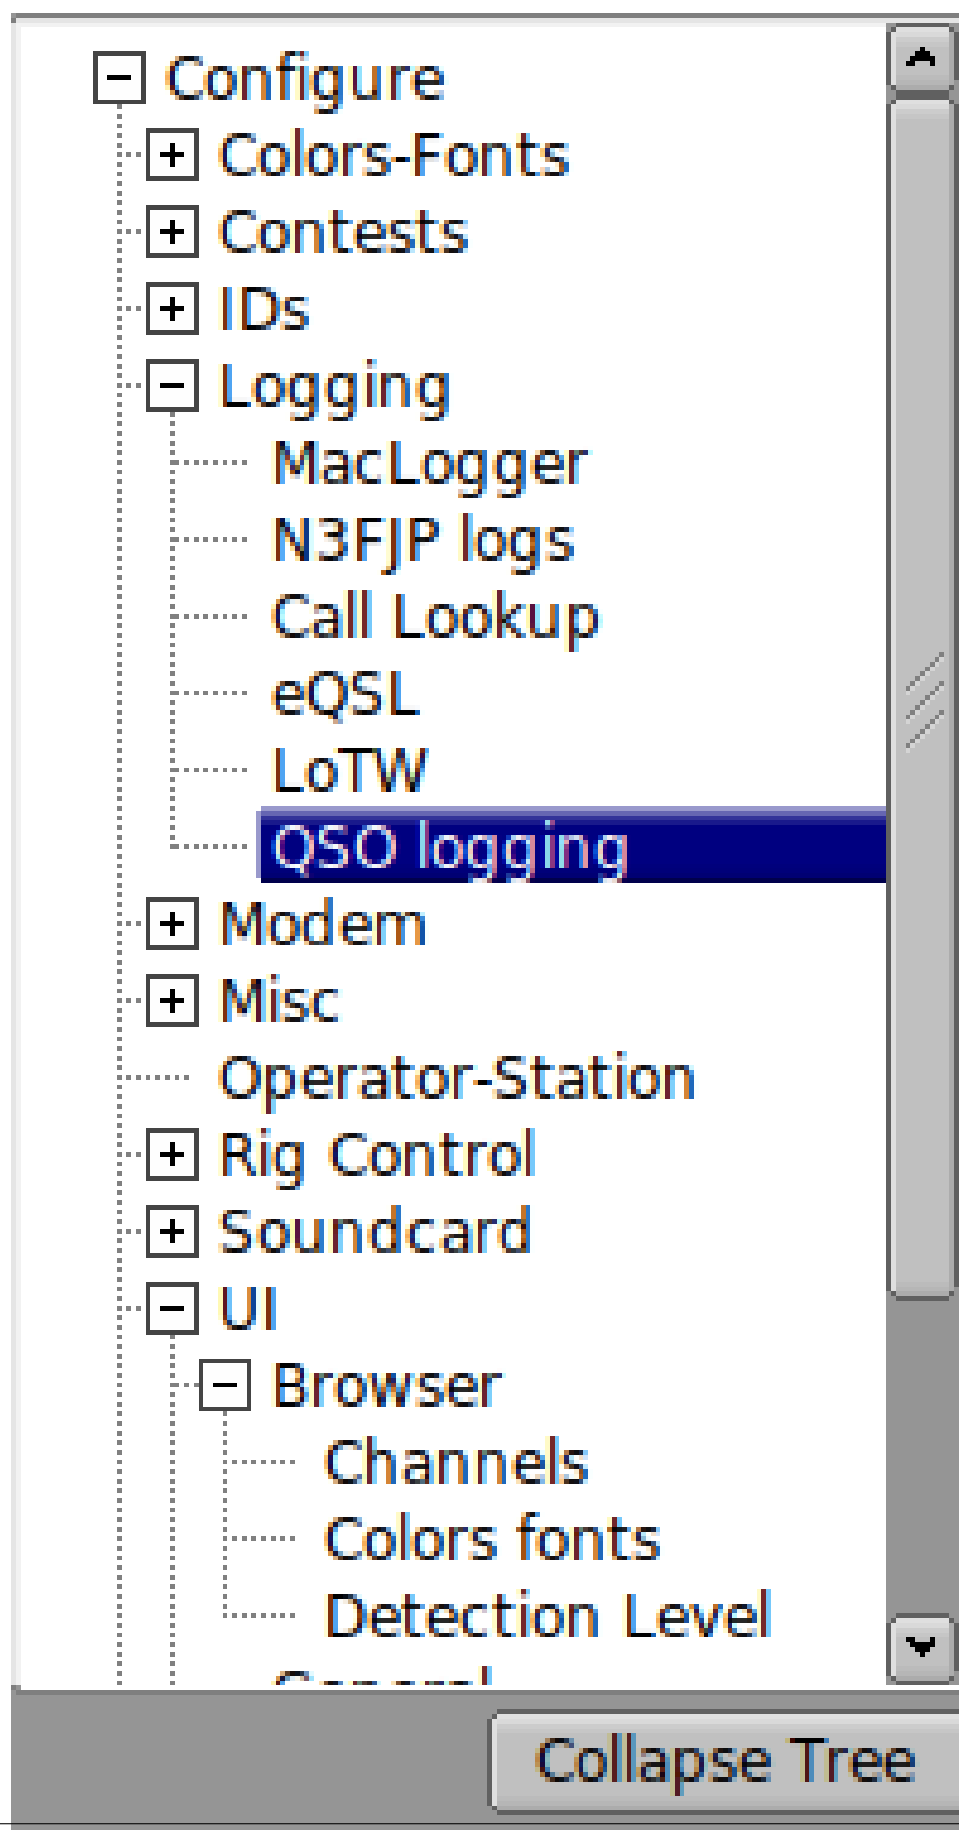 Configure
Colors-Fonts
Contests
IDs
Logging
MacLogger
N3FJP logs
Call Lookup
eQSL
LoTW
QSO logging
Modem
Misc
Operator-Station
Rig Control
Soundcard
UI
Browser
Channels
Colors fonts
Detection Level
General
Collapse Tree